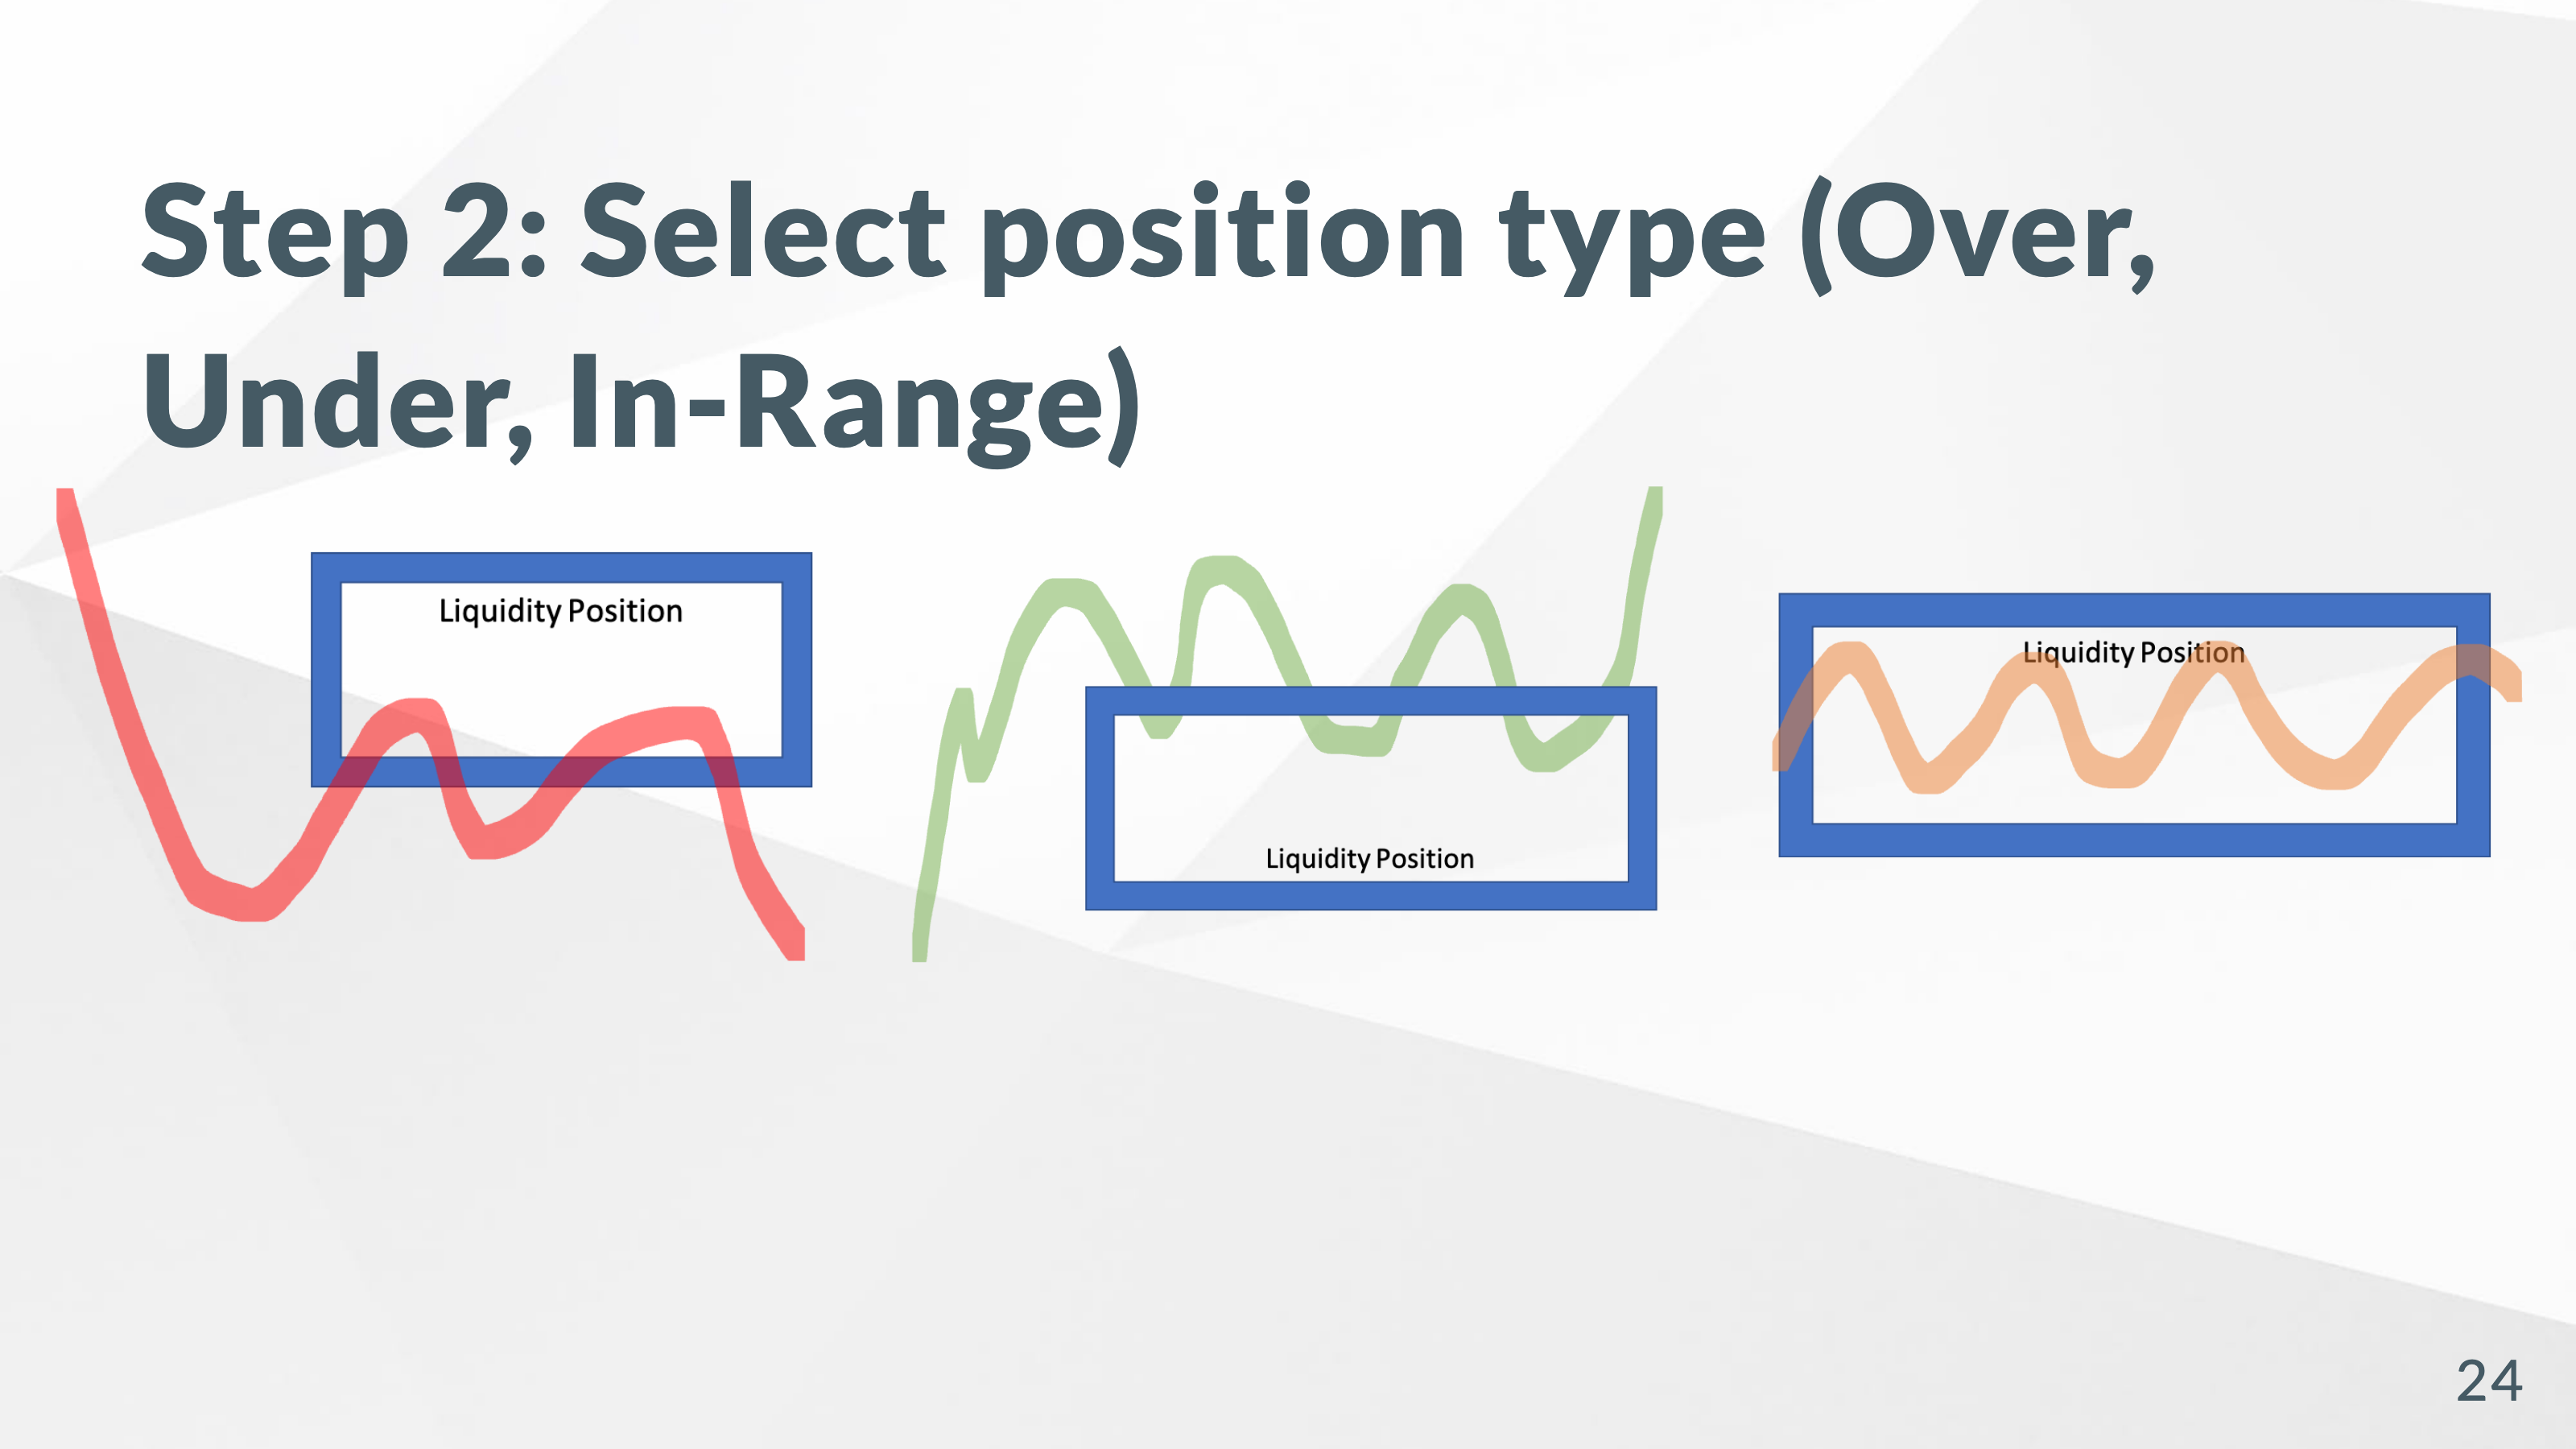 Step 2: Select position type (Over,
Under, In-Range)
Liquidity Position
Liquidity Position
Liquidity Position
24